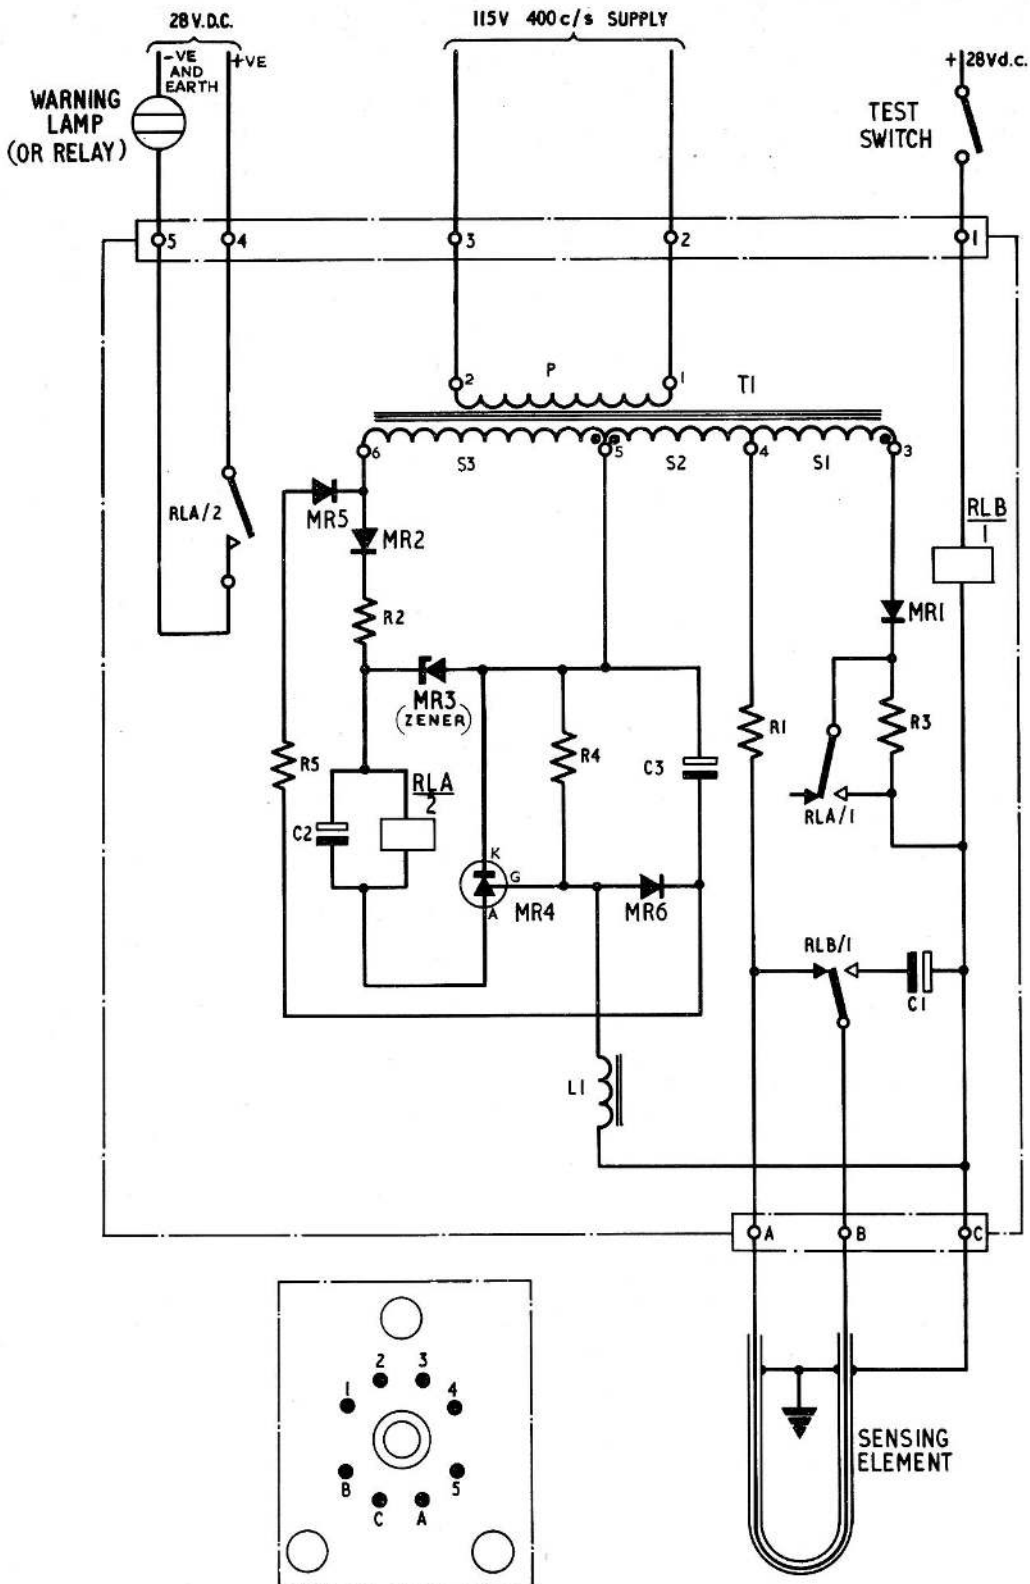 28V.D.C.
115V 400c/s SUPPLY
-VE
AND
EARTH
+VE
+ 28Vd.c.
WARNING
LAMP
(OR RELAY)
TEST
SWITCH
5
4
3
2
1
2
P
1
T1
6
S3
5
S2
4
S1
3
RLA/2
MR5
MR2
RLB
1
R2
MR1
MR3
(ZENER)
R5
R4
C3
R1
R3
RLA
2
RLA/1
C2
K
G
A
MR4
MR6
RLB/1
C1
L1
A
B
C
2
3
1
4
B
5
C
A
SENSING
ELEMENT